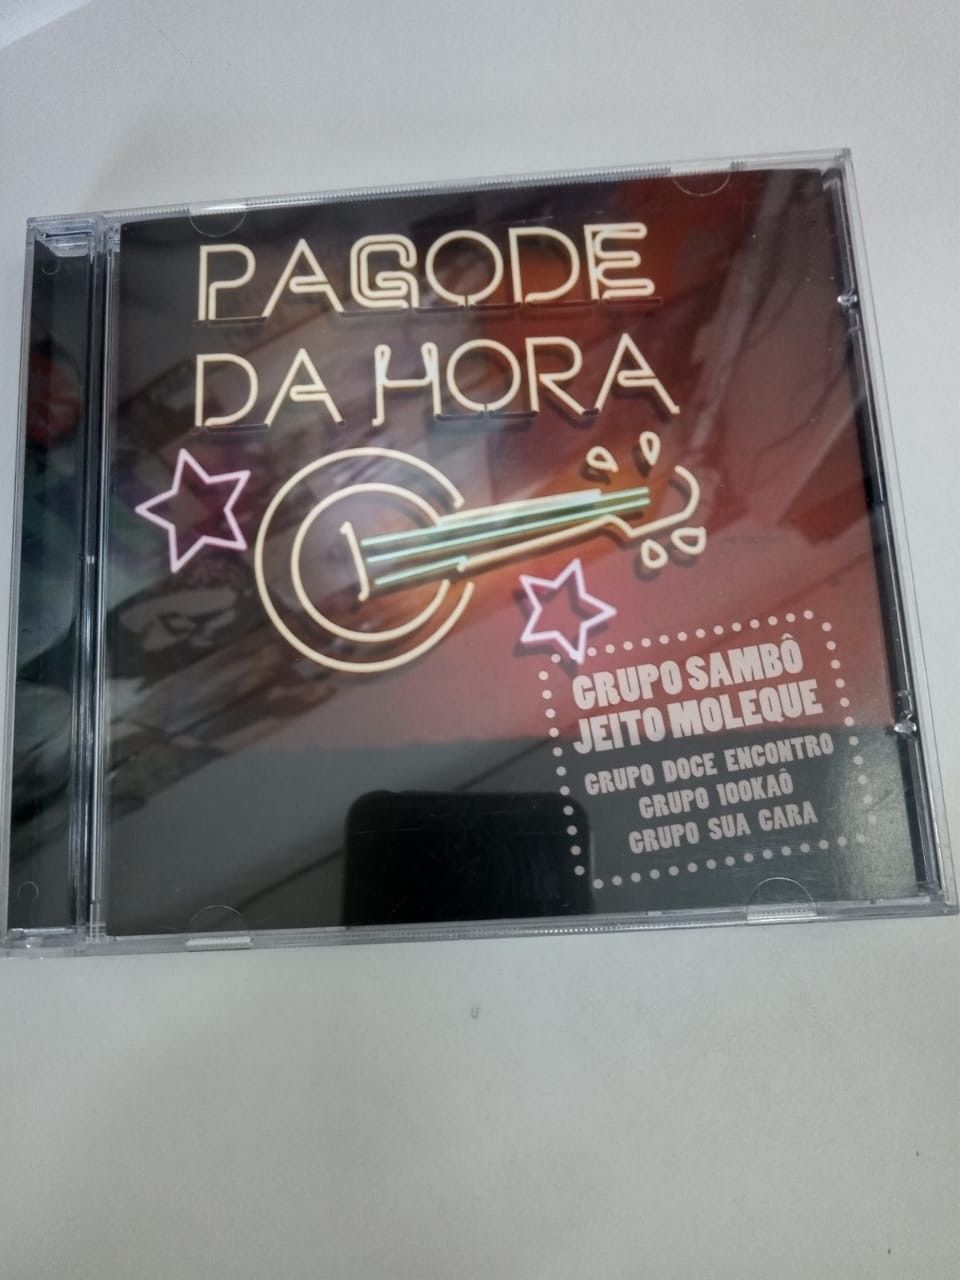 PAGODE
DA HORA
GRUPO SAMBÔ
JEITO MOLEQUE
GRUPO DOCE ENCONTRO
GRUPO 100KAÔ
GRUPO SUA CARA